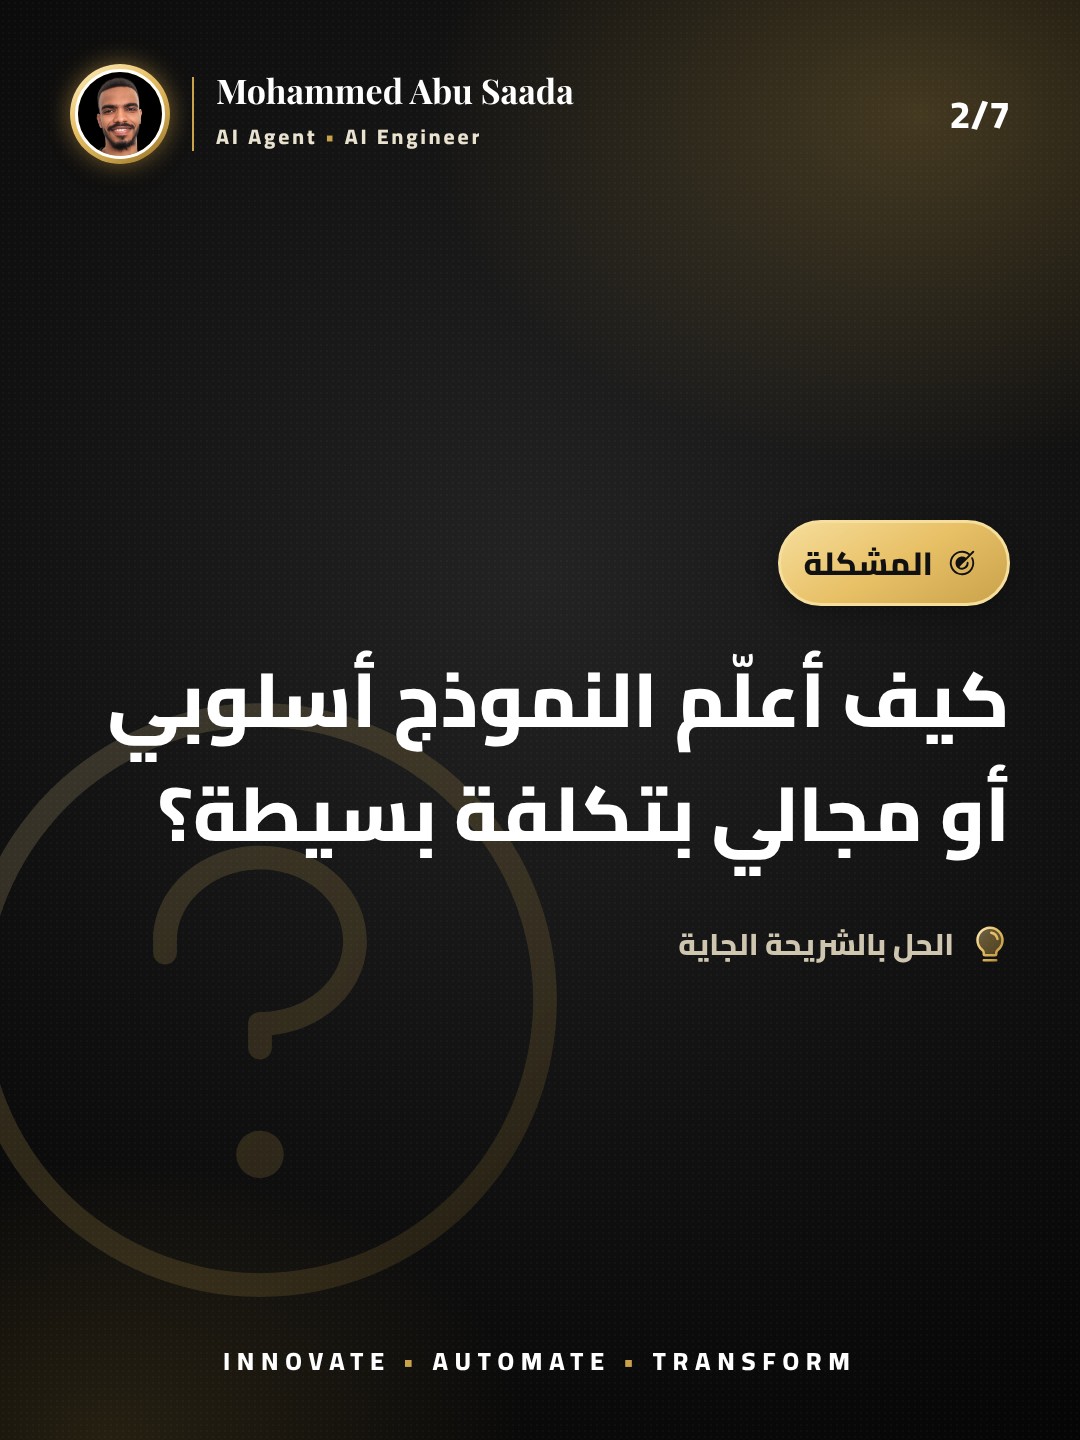 Mohammed Abu Saada
AI Agent ▪ AI Engineer
2/7
المشكلة
كيف أعلّم النموذج أسلوبي
أو مجالي بتكلفة بسيطة؟
الحل بالشريحة الجاية
INNOVATE ▪ AUTOMATE ▪ TRANSFORM